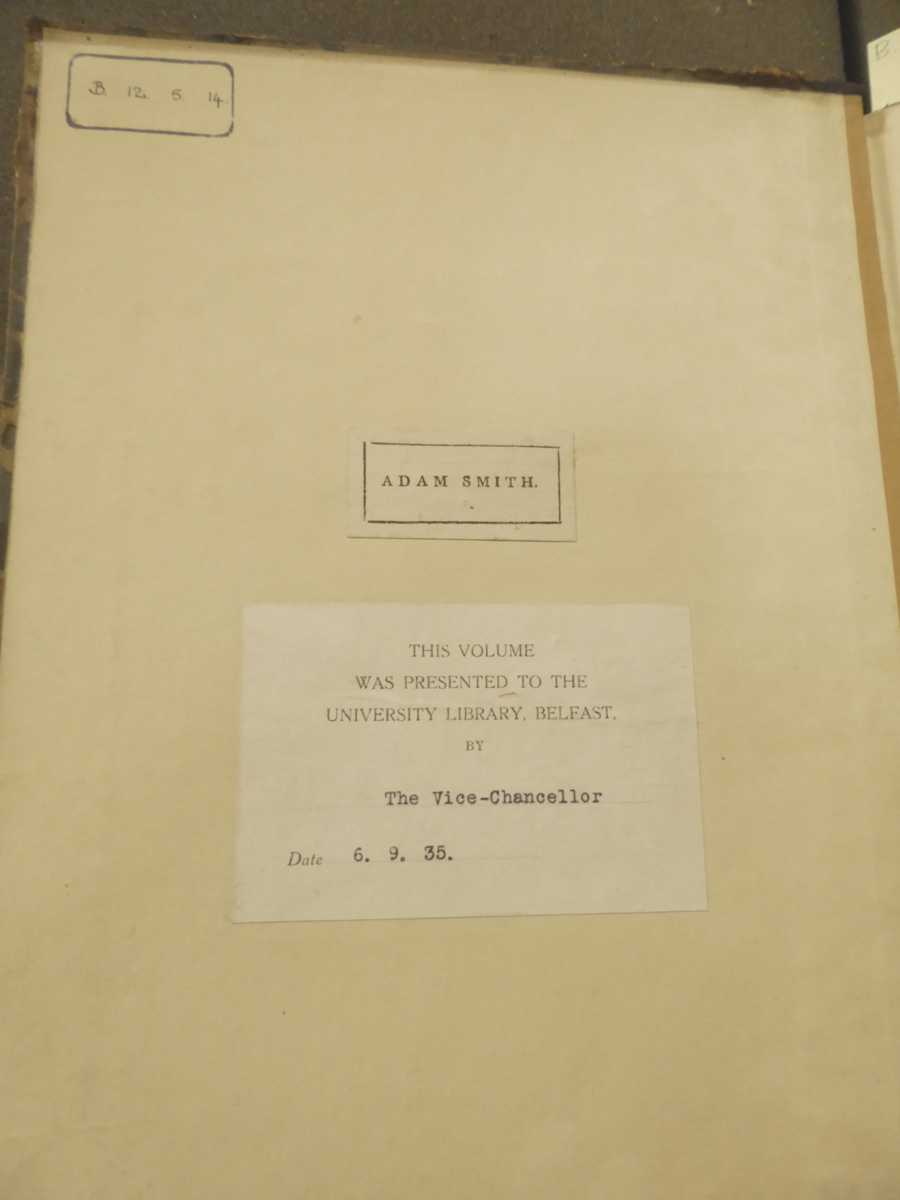 B. 12. 5. 14.
B.
ADAM SMITH.
THIS VOLUME
WAS PRESENTED TO THE
UNIVERSITY LIBRARY, BELFAST,
BY
The Vice-Chancellor
Date 6. 9. 35.